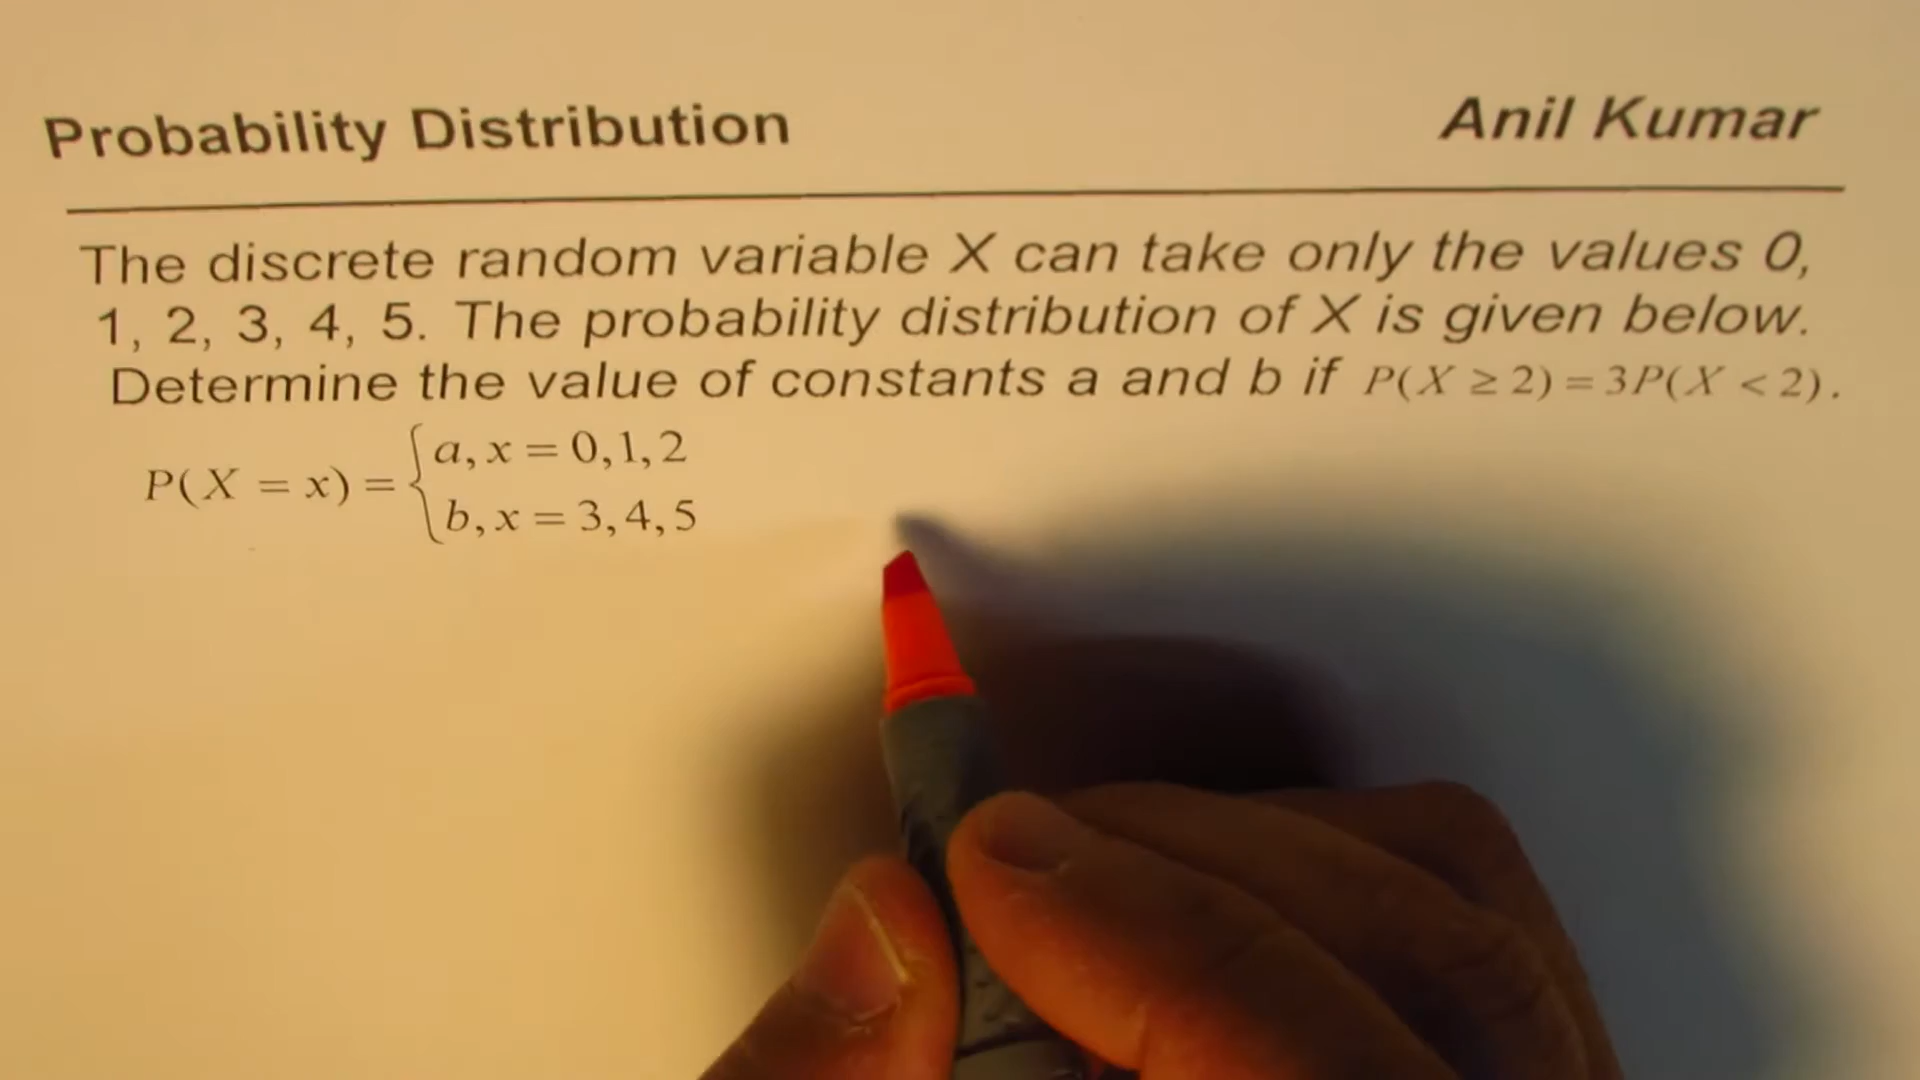 Probability Distribution Anil Kumar
The discrete random variable X can take only the values 0,
1, 2, 3, 4, 5. The probability distribution of X is given below.
Determine the value of constants a and b if P(X ≥ 2) = 3P(X < 2).
P(X = x) = { a, x = 0, 1, 2
b, x = 3, 4, 5